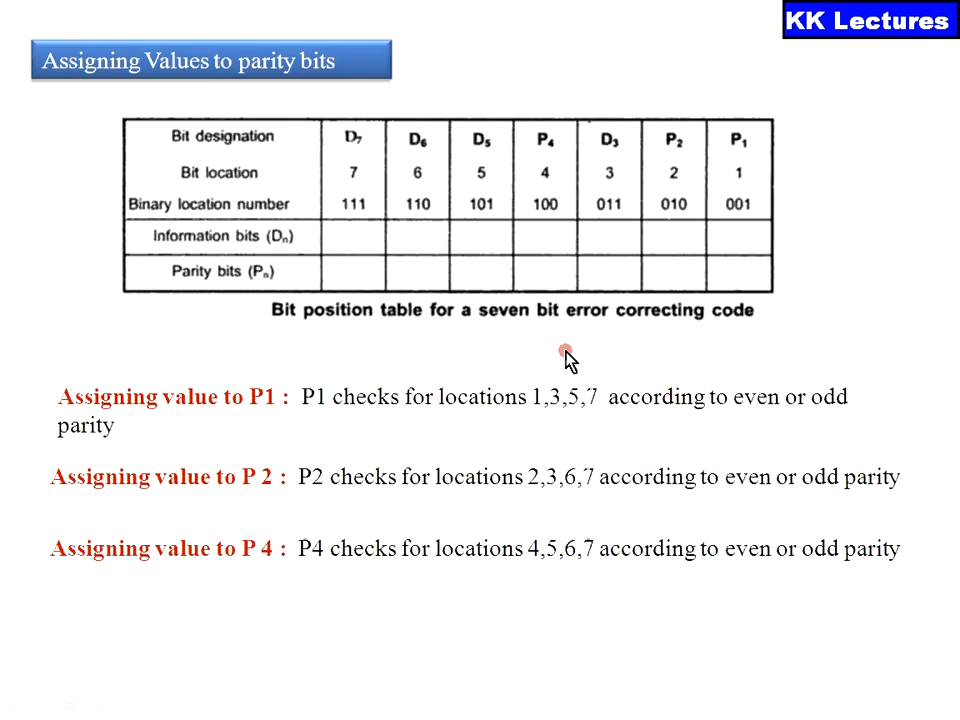 KK Lectures
Assigning Values to parity bits
Bit designation D₇ D₆ D₅ P₄ D₃ P₂ P₁
Bit location 7 6 5 4 3 2 1
Binary location number 111 110 101 100 011 010 001
Information bits (Dₙ)
Parity bits (Pₙ)
Bit position table for a seven bit error correcting code
Assigning value to P1 : P1 checks for locations 1,3,5,7 according to even or odd
parity
Assigning value to P 2 : P2 checks for locations 2,3,6,7 according to even or odd parity
Assigning value to P 4 : P4 checks for locations 4,5,6,7 according to even or odd parity